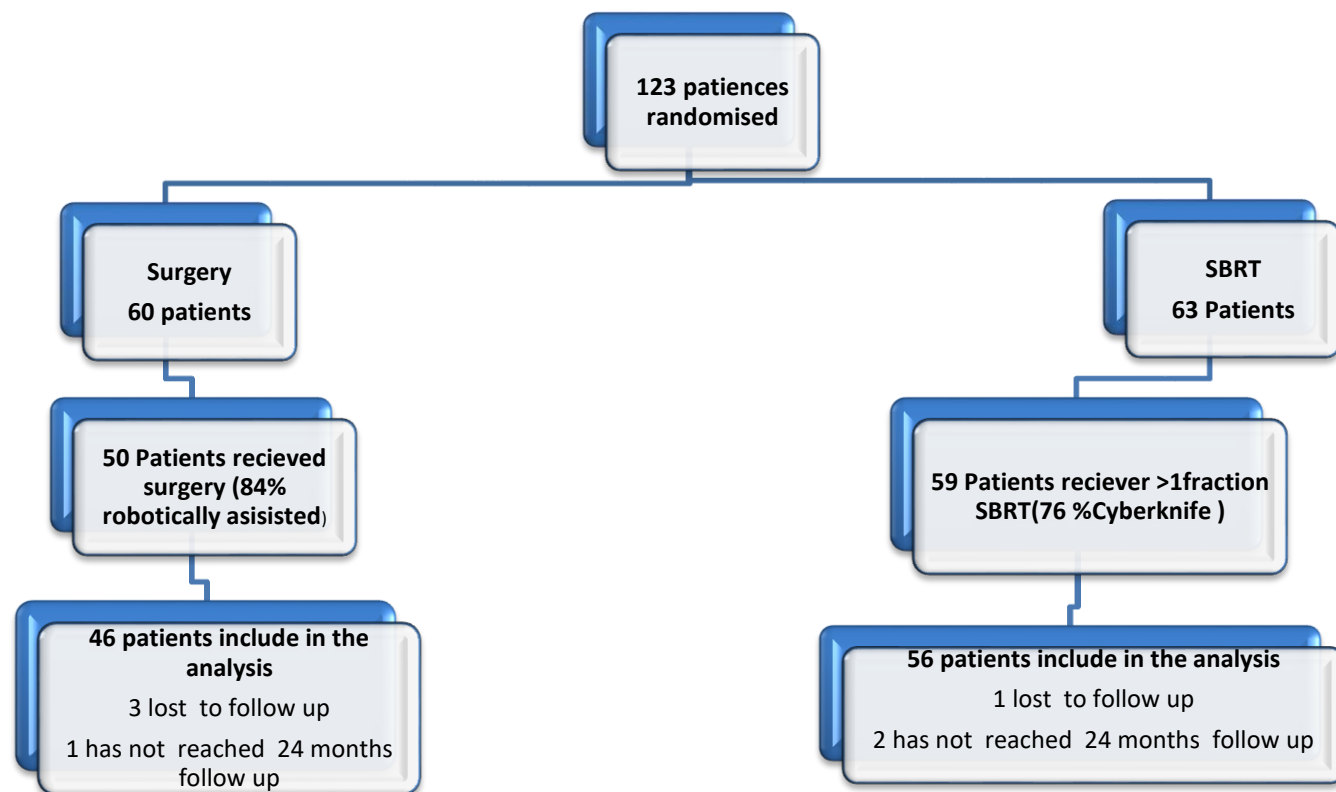 123 patiences
randomised
Surgery
60 patients
SBRT
63 Patients
50 Patients recieved
surgery (84%
robotically asisisted)
59 Patients reciever >1fraction
SBRT(76 %Cyberknife )
46 patients include in the
analysis
3 lost to follow up
1 has not reached 24 months
follow up
56 patients include in the analysis
1 lost to follow up
2 has not reached 24 months follow up